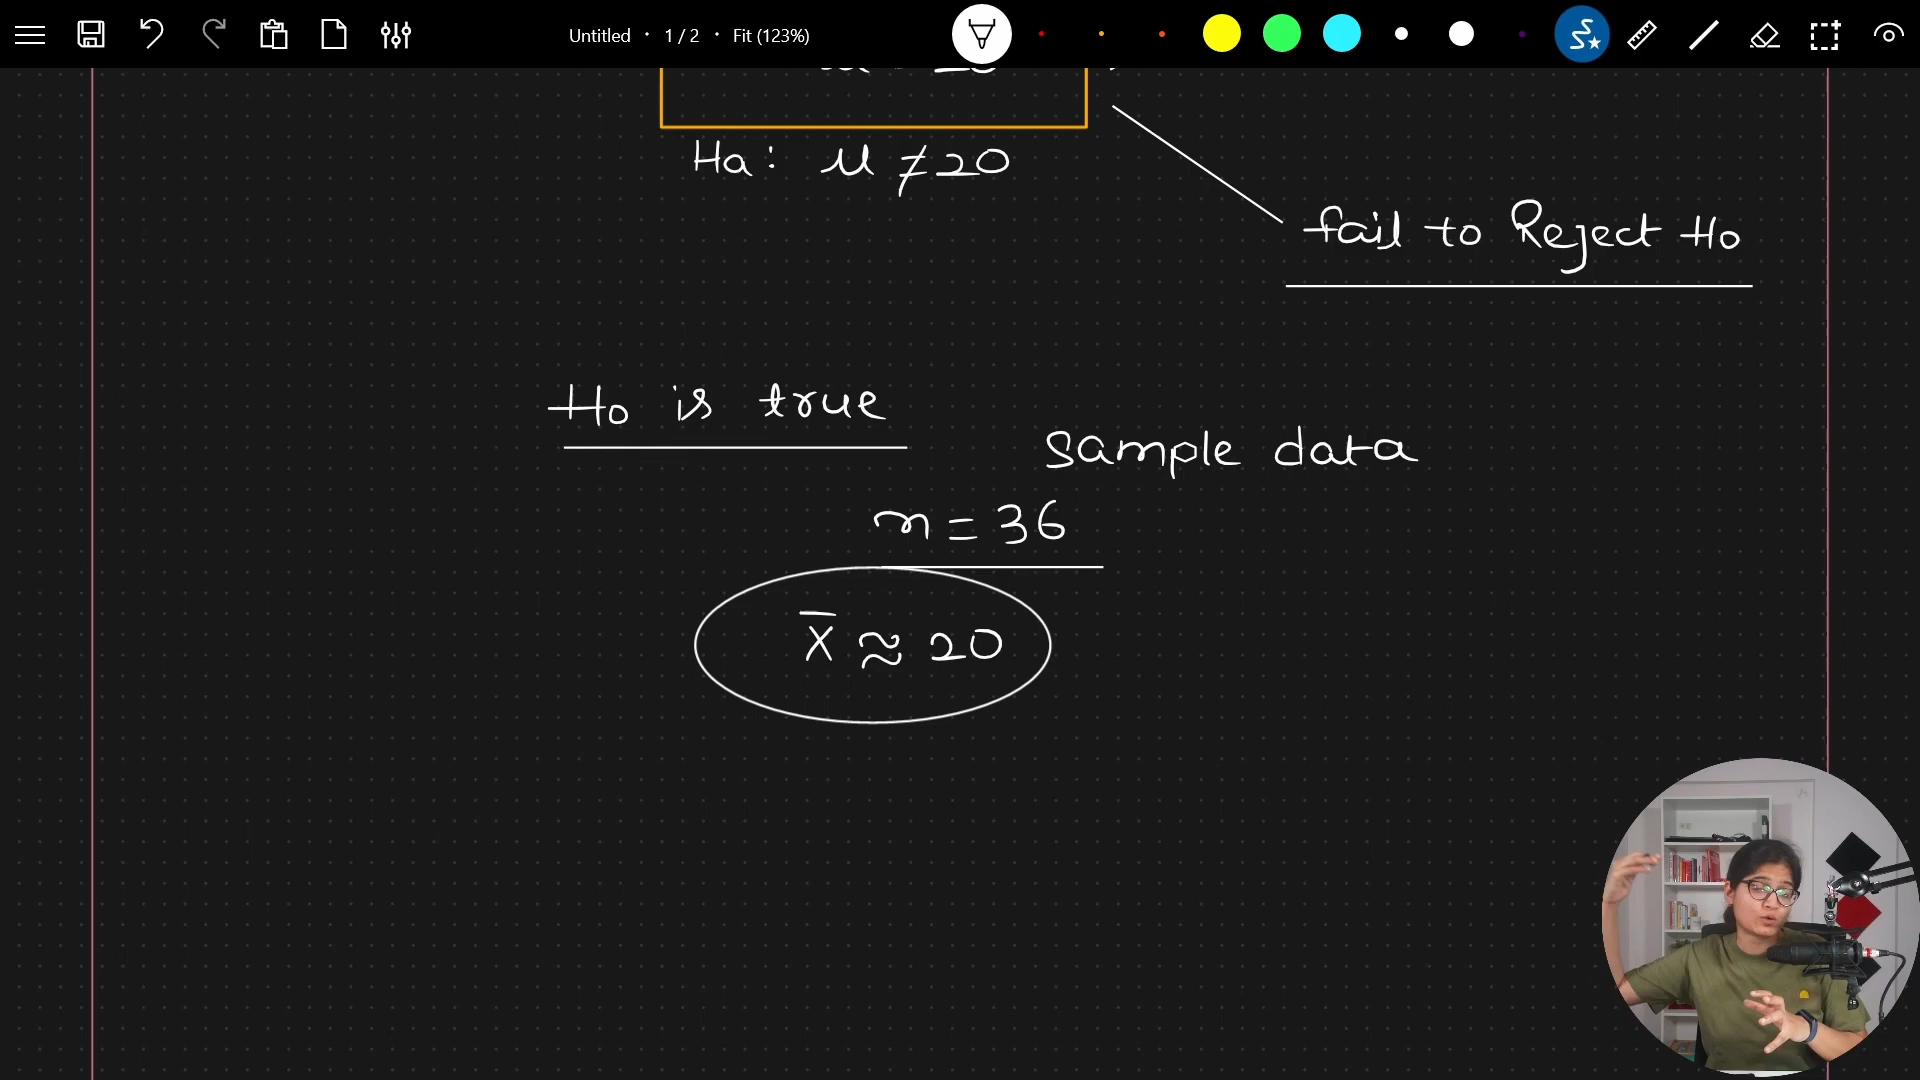 Untitled • 1 / 2 • Fit (123%)
Ha: μ ≠ 20
fail to Reject Ho
Ho is true
Sample data
n = 36
X̄ ≈ 20